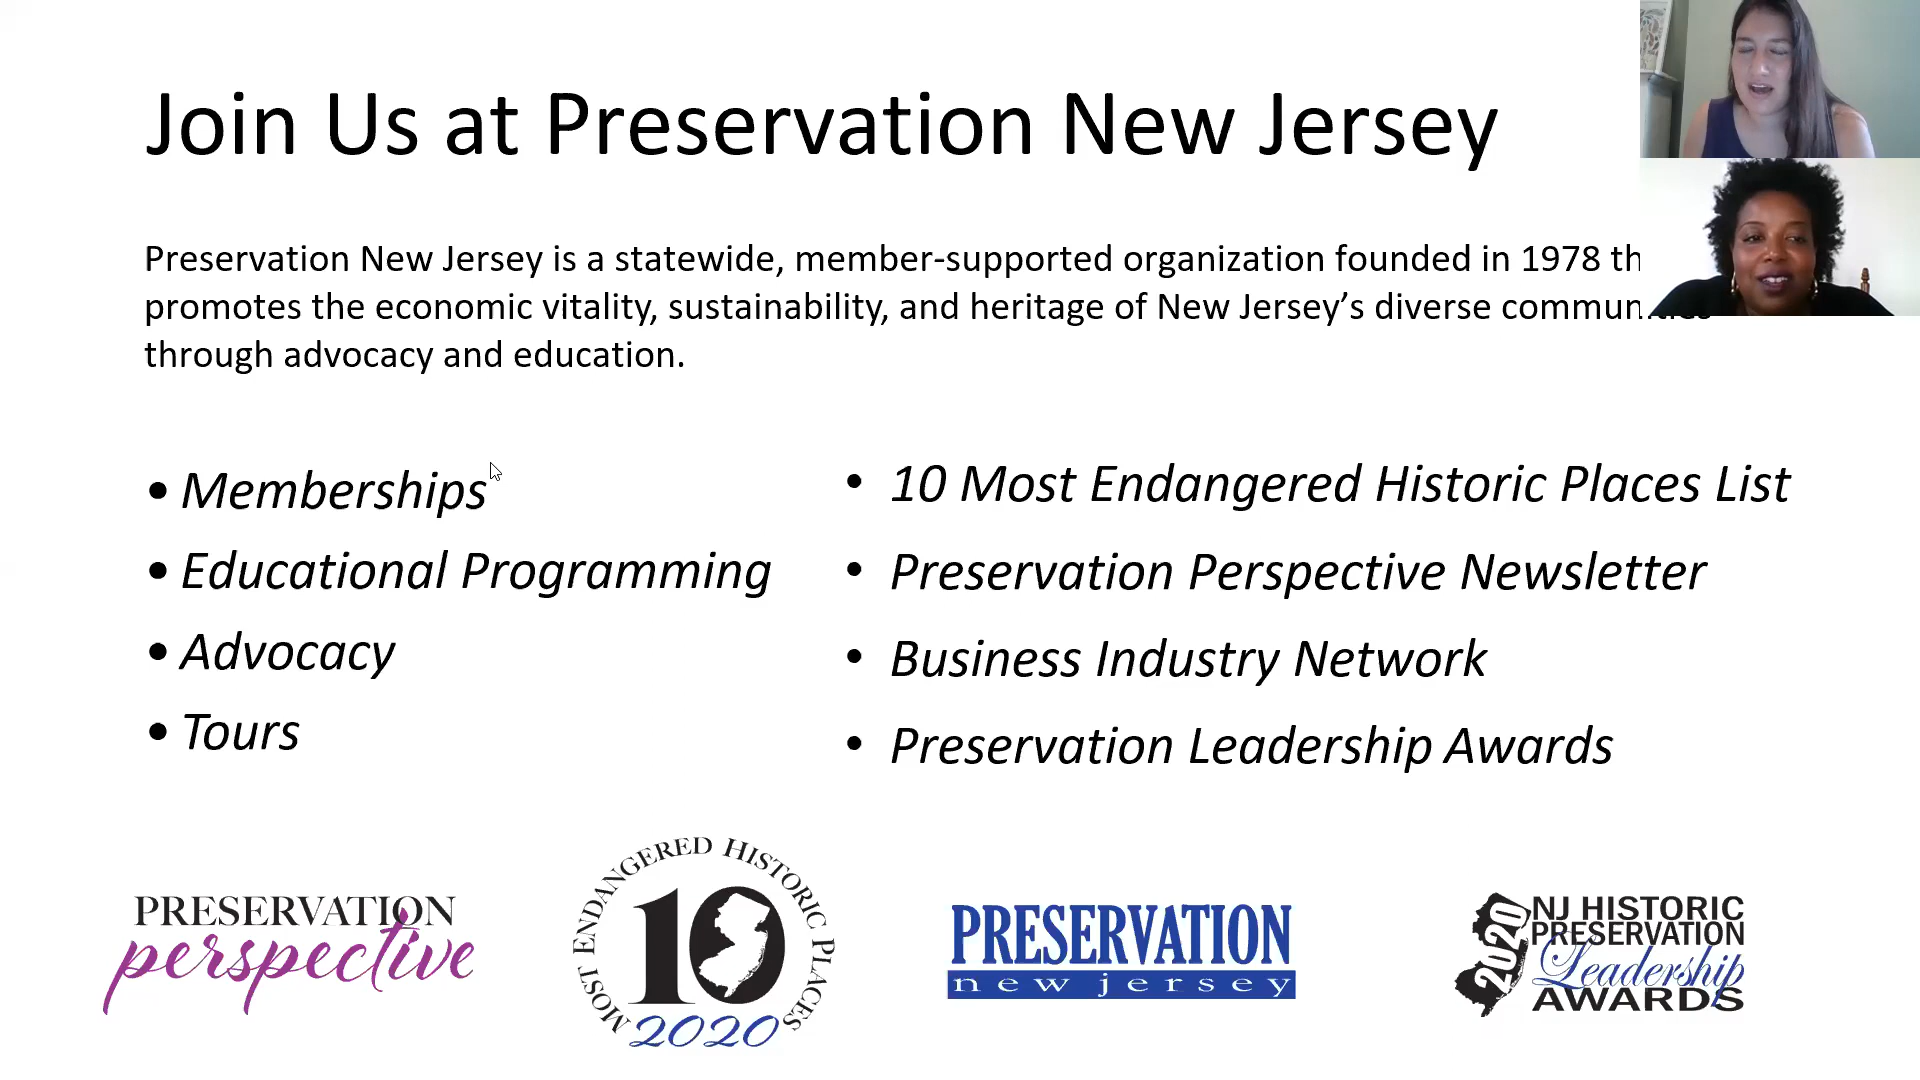 Join Us at Preservation New Jersey
Preservation New Jersey is a statewide, member-supported organization founded in 1978
promotes the economic vitality, sustainability, and heritage of New Jersey’s diverse
through advocacy and education.
• Memberships
• Educational Programming
• Advocacy
• Tours
• 10 Most Endangered Historic Places List
• Preservation Perspective Newsletter
• Business Industry Network
• Preservation Leadership Awards
PRESERVATION
perspective
MOST ENDANGERED HISTORIC PLACES
10
2020
PRESERVATION
new jersey
2020
NJ HISTORIC
PRESERVATION
Leadership
AWARDS